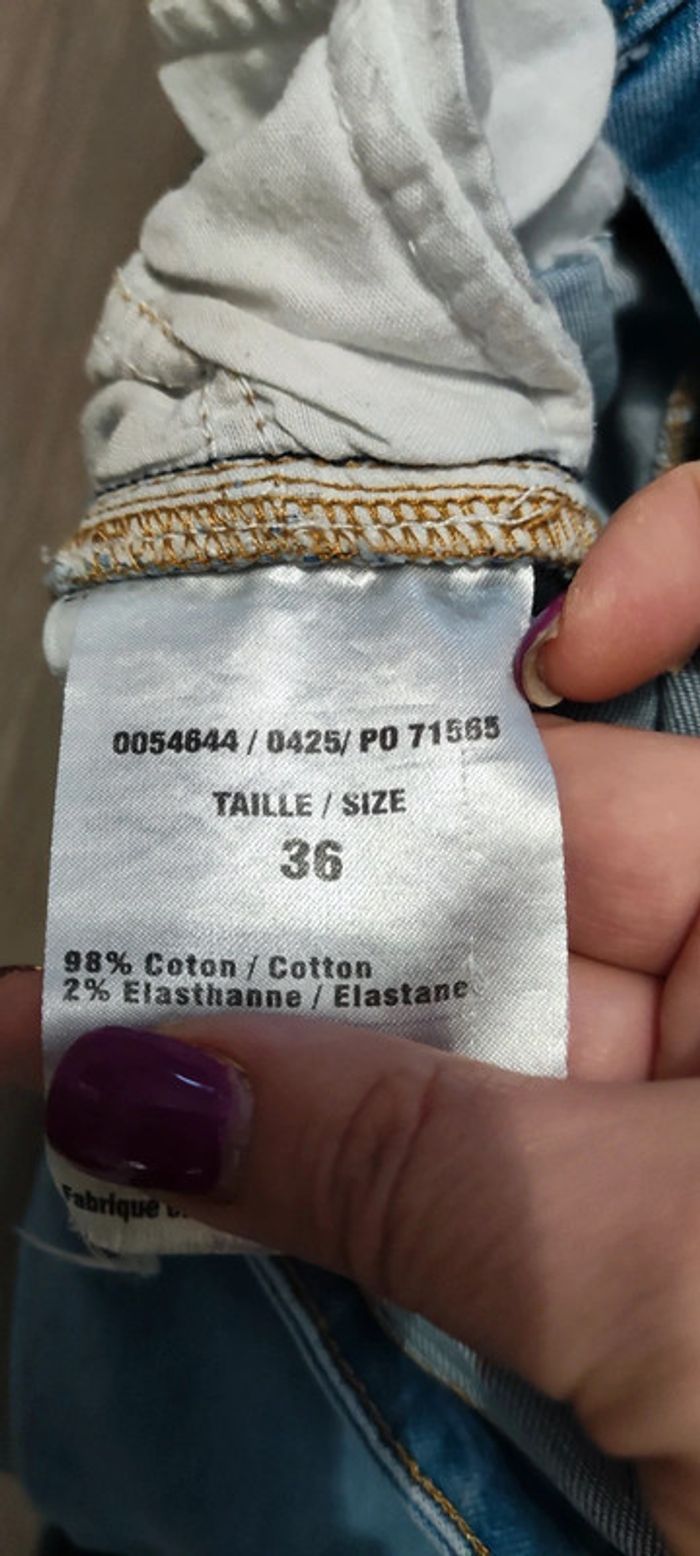 0054644 / 0425/ PO 71565
TAILLE / SIZE
36
98% Coton / Cotton
2% Elasthanne / Elastane
Fabrique